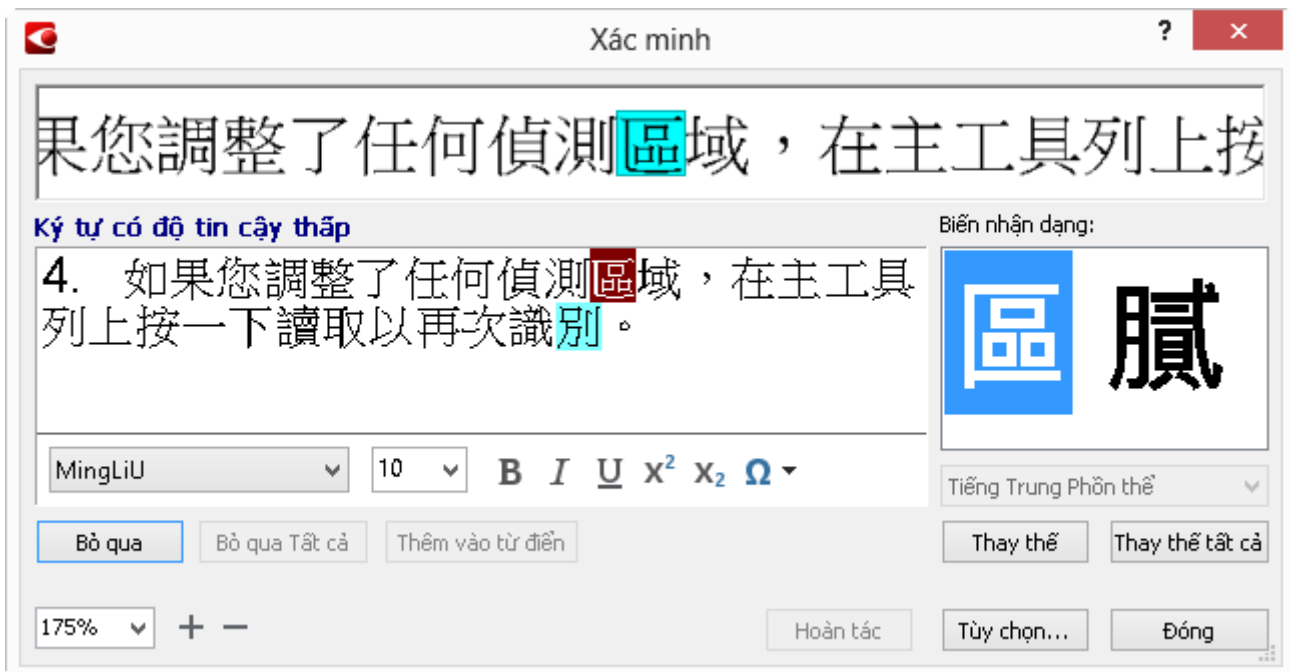 Xác minh
?
果您調整了任何偵測區域，在主工具列上按
Ký tự có độ tin cậy thấp
Biến nhận dạng:
4. 如果您調整了任何偵測區域，在主工具
列上按一下讀取以再次識別。
區 膩
MingLiU 10 B I U X² X₂ Ω
Tiếng Trung Phồn thể
Bỏ qua Bỏ qua Tất cả Thêm vào từ điển Thay thế Thay thế tất cả
175% + − Hoàn tác Tùy chọn... Đóng